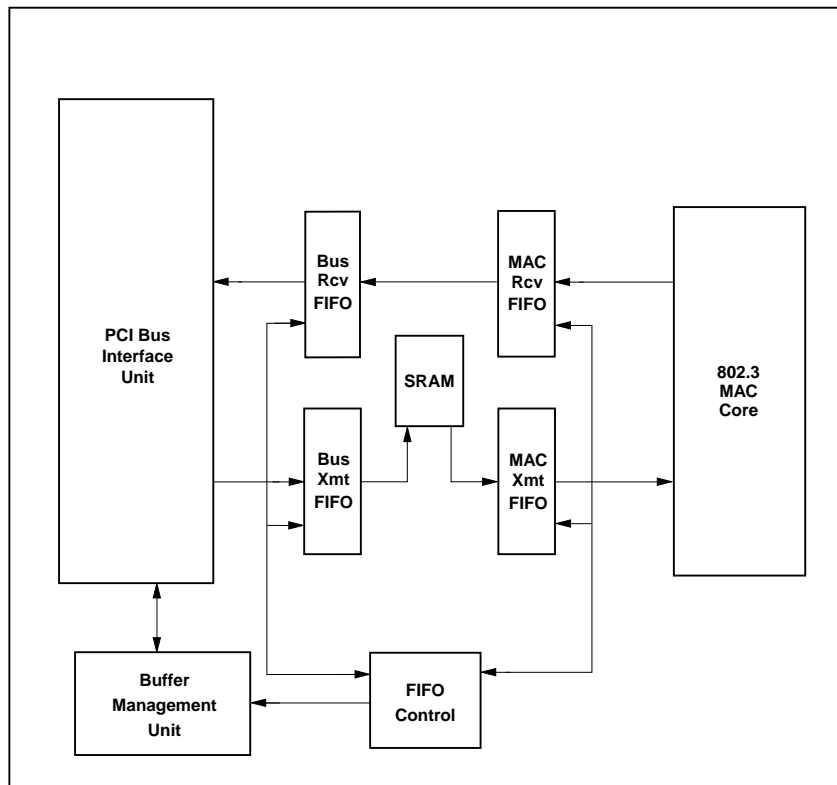 Bus
Rcv
FIFO
MAC
Rcv
FIFO
PCI Bus
Interface
Unit
SRAM
802.3
MAC
Core
Bus
Xmt
FIFO
MAC
Xmt
FIFO
Buffer
Management
Unit
FIFO
Control